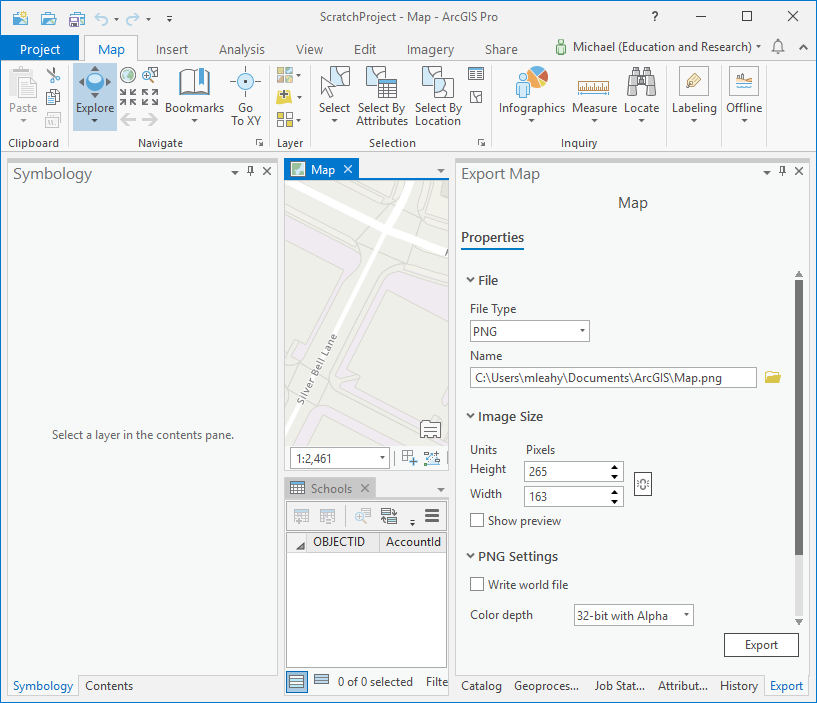 ScratchProject - Map - ArcGIS Pro
?
Project Map Insert Analysis View Edit Imagery Share Michael (Education and Research)
Paste Explore Bookmarks Go To XY Select Select By Attributes Select By Location Infographics Measure Locate Labeling Offline
Clipboard Navigate Layer Selection Inquiry
Symbology
Select a layer in the contents pane.
Symbology Contents
Map
Silver Bell Lane
1:2,461
Schools
OBJECTID AccountId
0 of 0 selected Filte
Export Map
Map
Properties
File
File Type
PNG
Name
C:\Users\mleahy\Documents\ArcGIS\Map.png
Image Size
Units Pixels
Height 265
Width 163
Show preview
PNG Settings
Write world file
Color depth 32-bit with Alpha
Export
Catalog Geoproces... Job Stat... Attribut... History Export